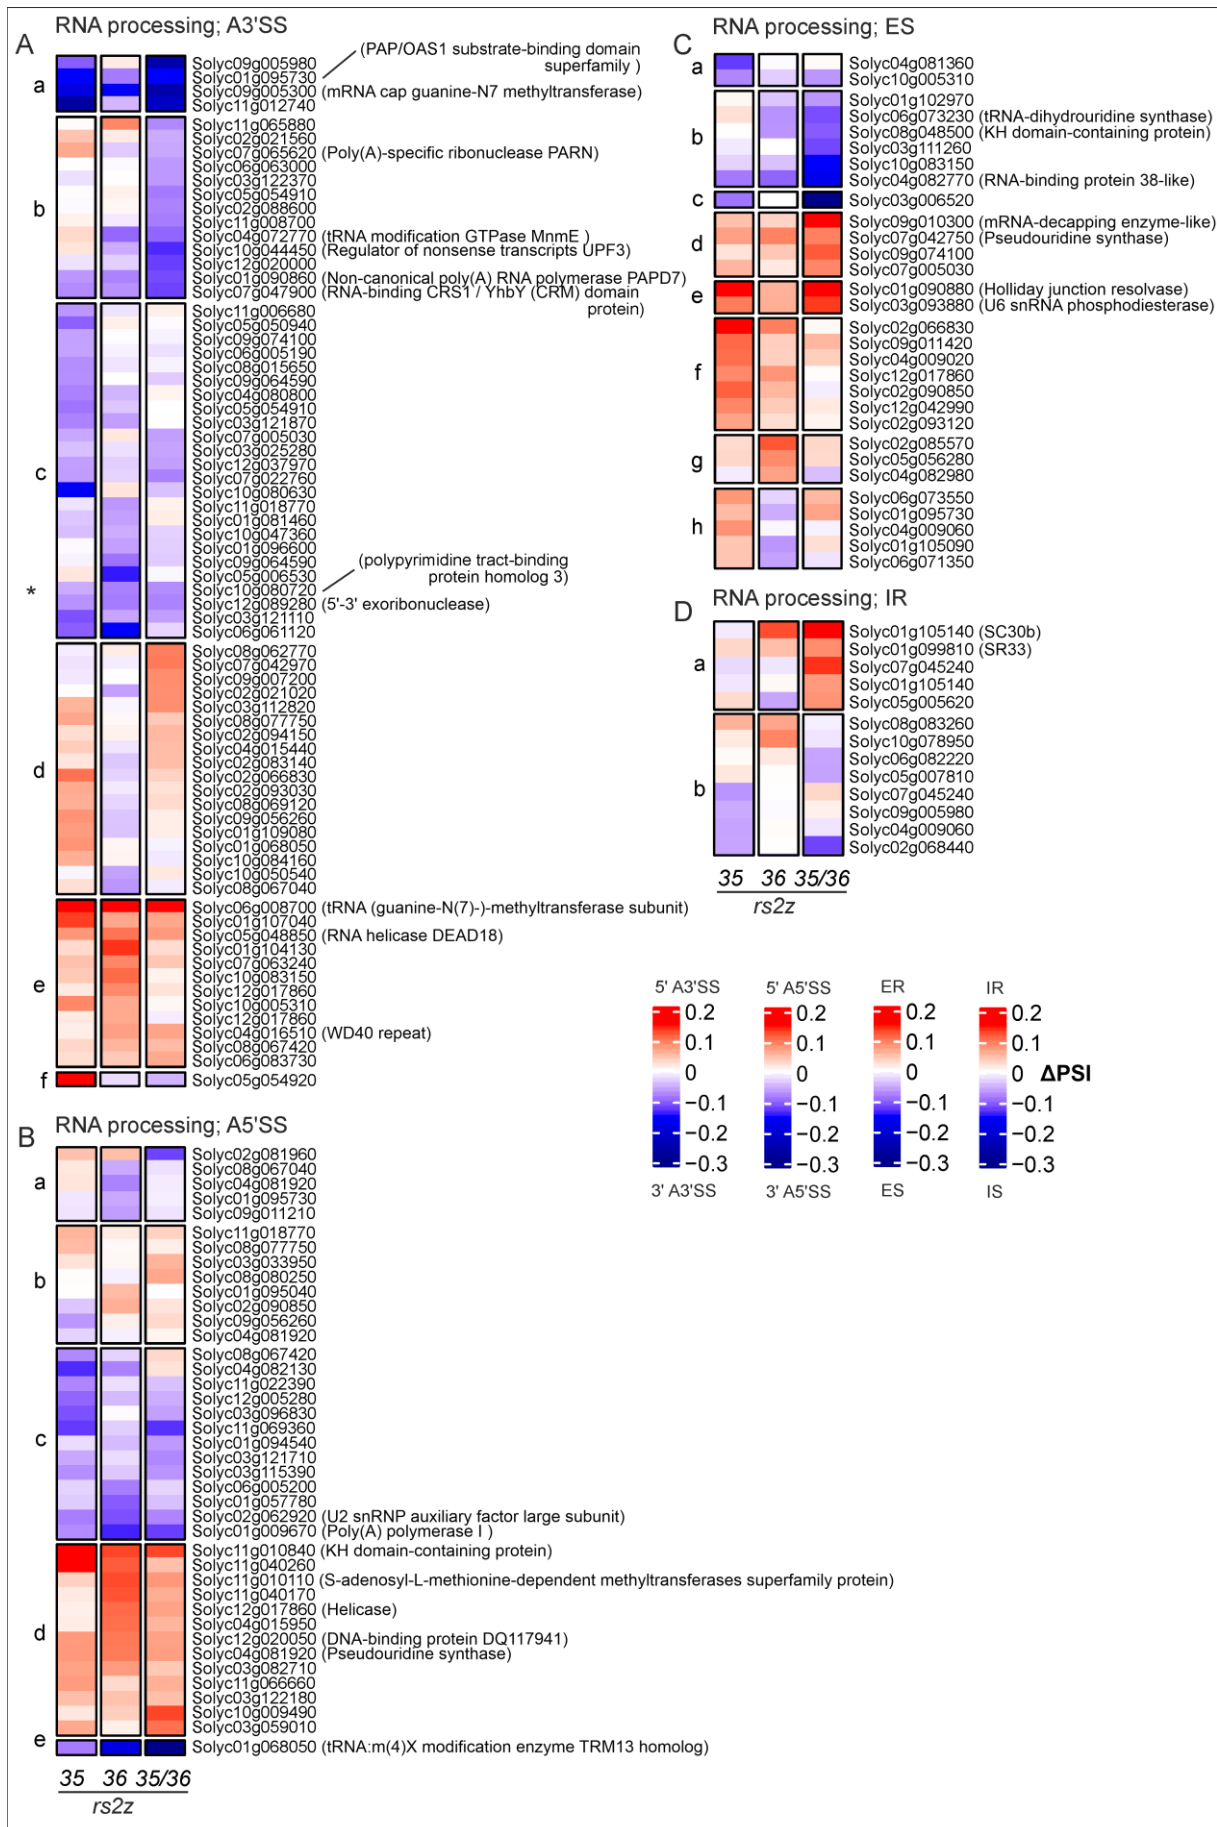 A
RNA processing; A3'SS
a
Solyc09g005980
Solyc01g095730
(PAP/OAS1 substrate-binding domain
superfamily )
Solyc09g005300 (mRNA cap guanine-N7 methyltransferase)
Solyc11g012740
b
Solyc11g065880
Solyc02g021560
Solyc07g065620 (Poly(A)-specific ribonuclease PARN)
Solyc06g063000
Solyc03g122370
Solyc05g054910
Solyc02g088600
Solyc11g008700
Solyc04g072770 (tRNA modification GTPase MnmE )
Solyc10g044450 (Regulator of nonsense transcripts UPF3)
Solyc12g020000
Solyc01g090860 (Non-canonical poly(A) RNA polymerase PAPD7)
Solyc07g047900 (RNA-binding CRS1 / YhbY (CRM) domain
protein)
c
Solyc11g006680
Solyc05g050940
Solyc09g074100
Solyc06g005190
Solyc08g015650
Solyc09g064590
Solyc04g080800
Solyc05g054910
Solyc03g121870
Solyc07g005030
Solyc03g025280
Solyc12g037970
Solyc07g022760
Solyc10g080630
Solyc11g018770
Solyc01g081460
Solyc10g047360
Solyc01g096600
Solyc09g064590
Solyc05g006530
*
Solyc10g080720
(polypyrimidine tract-binding
protein homolog 3)
Solyc12g089280 (5'-3' exoribonuclease)
Solyc03g121110
Solyc06g061120
d
Solyc08g062770
Solyc07g042970
Solyc09g007200
Solyc02g021020
Solyc03g112820
Solyc08g077750
Solyc02g094150
Solyc04g015440
Solyc02g083140
Solyc02g066830
Solyc02g093030
Solyc08g069120
Solyc09g056260
Solyc01g109080
Solyc01g068050
Solyc10g084160
Solyc10g050540
Solyc08g067040
e
Solyc06g008700 (tRNA (guanine-N(7)-)-methyltransferase subunit)
Solyc01g107040
Solyc05g048850 (RNA helicase DEAD18)
Solyc01g104130
Solyc07g063240
Solyc10g083150
Solyc12g017860
Solyc10g005310
Solyc12g017860
Solyc04g016510 (WD40 repeat)
Solyc08g067420
Solyc06g083730
f
Solyc05g054920
B
RNA processing; A5'SS
a
Solyc02g081960
Solyc08g067040
Solyc04g081920
Solyc01g095730
Solyc09g011210
b
Solyc11g018770
Solyc08g077750
Solyc03g033950
Solyc08g080250
Solyc01g095040
Solyc02g090850
Solyc09g056260
Solyc04g081920
c
Solyc08g067420
Solyc04g082130
Solyc11g022390
Solyc12g005280
Solyc03g096830
Solyc11g069360
Solyc01g094540
Solyc03g121710
Solyc03g115390
Solyc06g005200
Solyc01g057780
Solyc02g062920 (U2 snRNP auxiliary factor large subunit)
Solyc01g009670 (Poly(A) polymerase I )
d
Solyc11g010840 (KH domain-containing protein)
Solyc11g040260
Solyc11g010110 (S-adenosyl-L-methionine-dependent methyltransferases superfamily protein)
Solyc11g040170
Solyc12g017860 (Helicase)
Solyc04g015950
Solyc12g020050 (DNA-binding protein DQ117941)
Solyc04g081920 (Pseudouridine synthase)
Solyc03g082710
Solyc11g066660
Solyc03g122180
Solyc10g009490
Solyc03g059010
e
Solyc01g068050 (tRNA:m(4)X modification enzyme TRM13 homolog)
35 36 35/36
rs2z
C
RNA processing; ES
a
Solyc04g081360
Solyc10g005310
b
Solyc01g102970
Solyc06g073230 (tRNA-dihydrouridine synthase)
Solyc08g048500 (KH domain-containing protein)
Solyc03g111260
Solyc10g083150
Solyc04g082770 (RNA-binding protein 38-like)
c
Solyc03g006520
d
Solyc09g010300 (mRNA-decapping enzyme-like)
Solyc07g042750 (Pseudouridine synthase)
Solyc09g074100
Solyc07g005030
e
Solyc01g090880 (Holliday junction resolvase)
Solyc03g093880 (U6 snRNA phosphodiesterase)
f
Solyc02g066830
Solyc09g011420
Solyc04g009020
Solyc12g017860
Solyc02g090850
Solyc12g042990
Solyc02g093120
g
Solyc02g085570
Solyc05g056280
Solyc04g082980
h
Solyc06g073550
Solyc01g095730
Solyc04g009060
Solyc01g105090
Solyc06g071350
D
RNA processing; IR
a
Solyc01g105140 (SC30b)
Solyc01g099810 (SR33)
Solyc07g045240
Solyc01g105140
Solyc05g005620
b
Solyc08g083260
Solyc10g078950
Solyc06g082220
Solyc05g007810
Solyc07g045240
Solyc09g005980
Solyc04g009060
Solyc02g068440
35 36 35/36
rs2z
5' A3'SS 5' A5'SS ER IR
0.2 0.2 0.2 0.2
0.1 0.1 0.1 0.1
0 0 0 0 ΔPSI
−0.1 −0.1 −0.1 −0.1
−0.2 −0.2 −0.2 −0.2
−0.3 −0.3 −0.3 −0.3
3' A3'SS 3' A5'SS ES IS